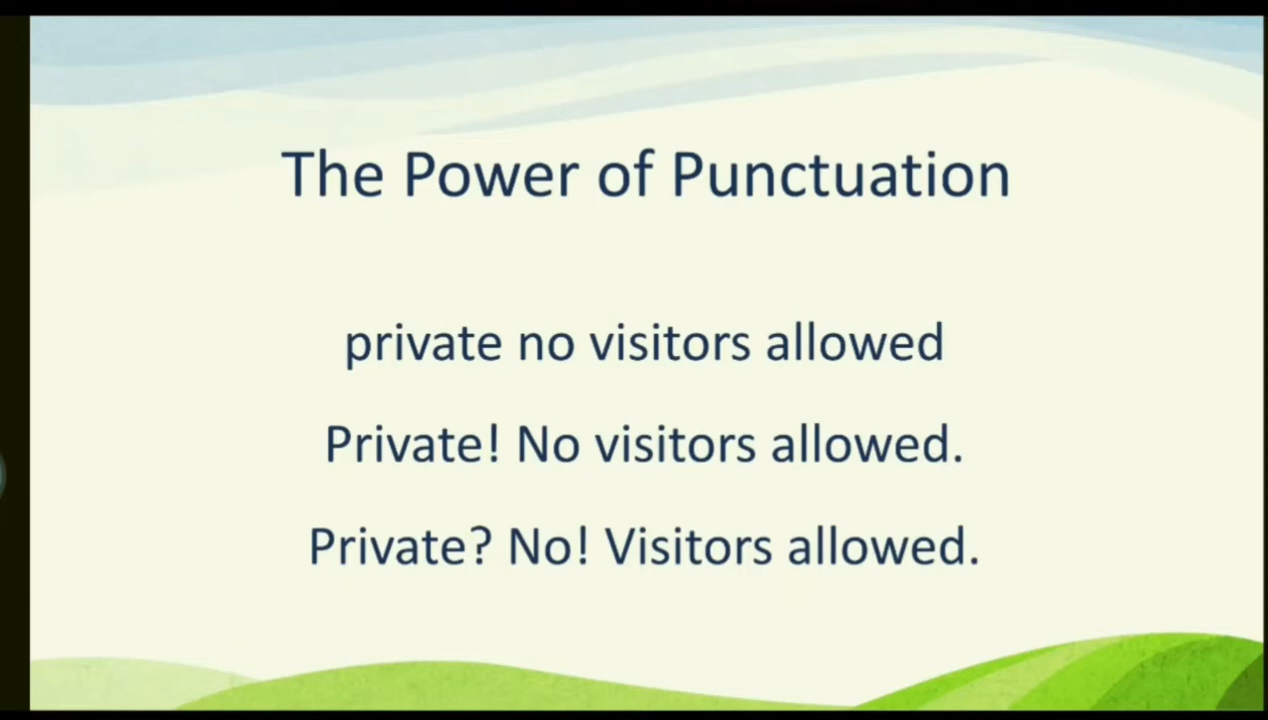 The Power of Punctuation
private no visitors allowed
Private! No visitors allowed.
Private? No! Visitors allowed.